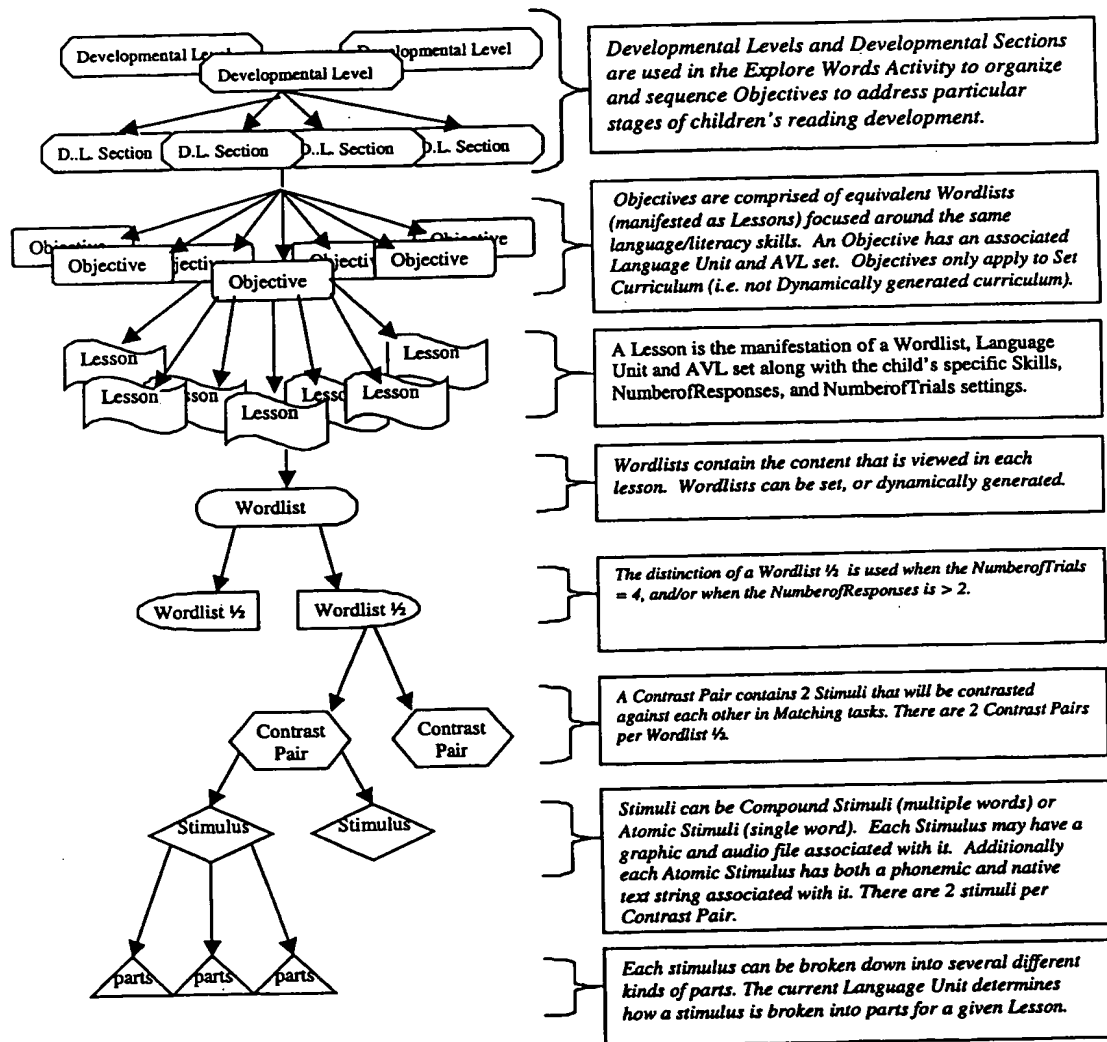 Developmental Level
Developmental Level
Developmental Level
D..L. Section
D.L. Section
D..L. Section
D.L. Section
Developmental Levels and Developmental Sections
are used in the Explore Words Activity to organize
and sequence Objectives to address particular
stages of children's reading development.
Objective
Objective
Objective
Objective
Objective
Objective
Objective
Objectives are comprised of equivalent Wordlists
(manifested as Lessons) focused around the same
language/literacy skills. An Objective has an associated
Language Unit and AVL set. Objectives only apply to Set
Curriculum (i.e. not Dynamically generated curriculum).
Lesson
Lesson
Lesson
Lesson
Lesson
Lesson
Lesson
A Lesson is the manifestation of a Wordlist, Language
Unit and AVL set along with the child's specific Skills,
NumberofResponses, and NumberofTrials settings.
Wordlist
Wordlists contain the content that is viewed in each
lesson. Wordlists can be set, or dynamically generated.
Wordlist ½
Wordlist ½
The distinction of a Wordlist ½ is used when the NumberofTrials
= 4, and/or when the NumberofResponses is > 2.
Contrast
Pair
Contrast
Pair
A Contrast Pair contains 2 Stimuli that will be contrasted
against each other in Matching tasks. There are 2 Contrast Pairs
per Wordlist ½.
Stimulus
Stimulus
Stimuli can be Compound Stimuli (multiple words) or
Atomic Stimuli (single word). Each Stimulus may have a
graphic and audio file associated with it. Additionally
each Atomic Stimulus has both a phonemic and native
text string associated with it. There are 2 stimuli per
Contrast Pair.
parts
parts
parts
Each stimulus can be broken down into several different
kinds of parts. The current Language Unit determines
how a stimulus is broken into parts for a given Lesson.